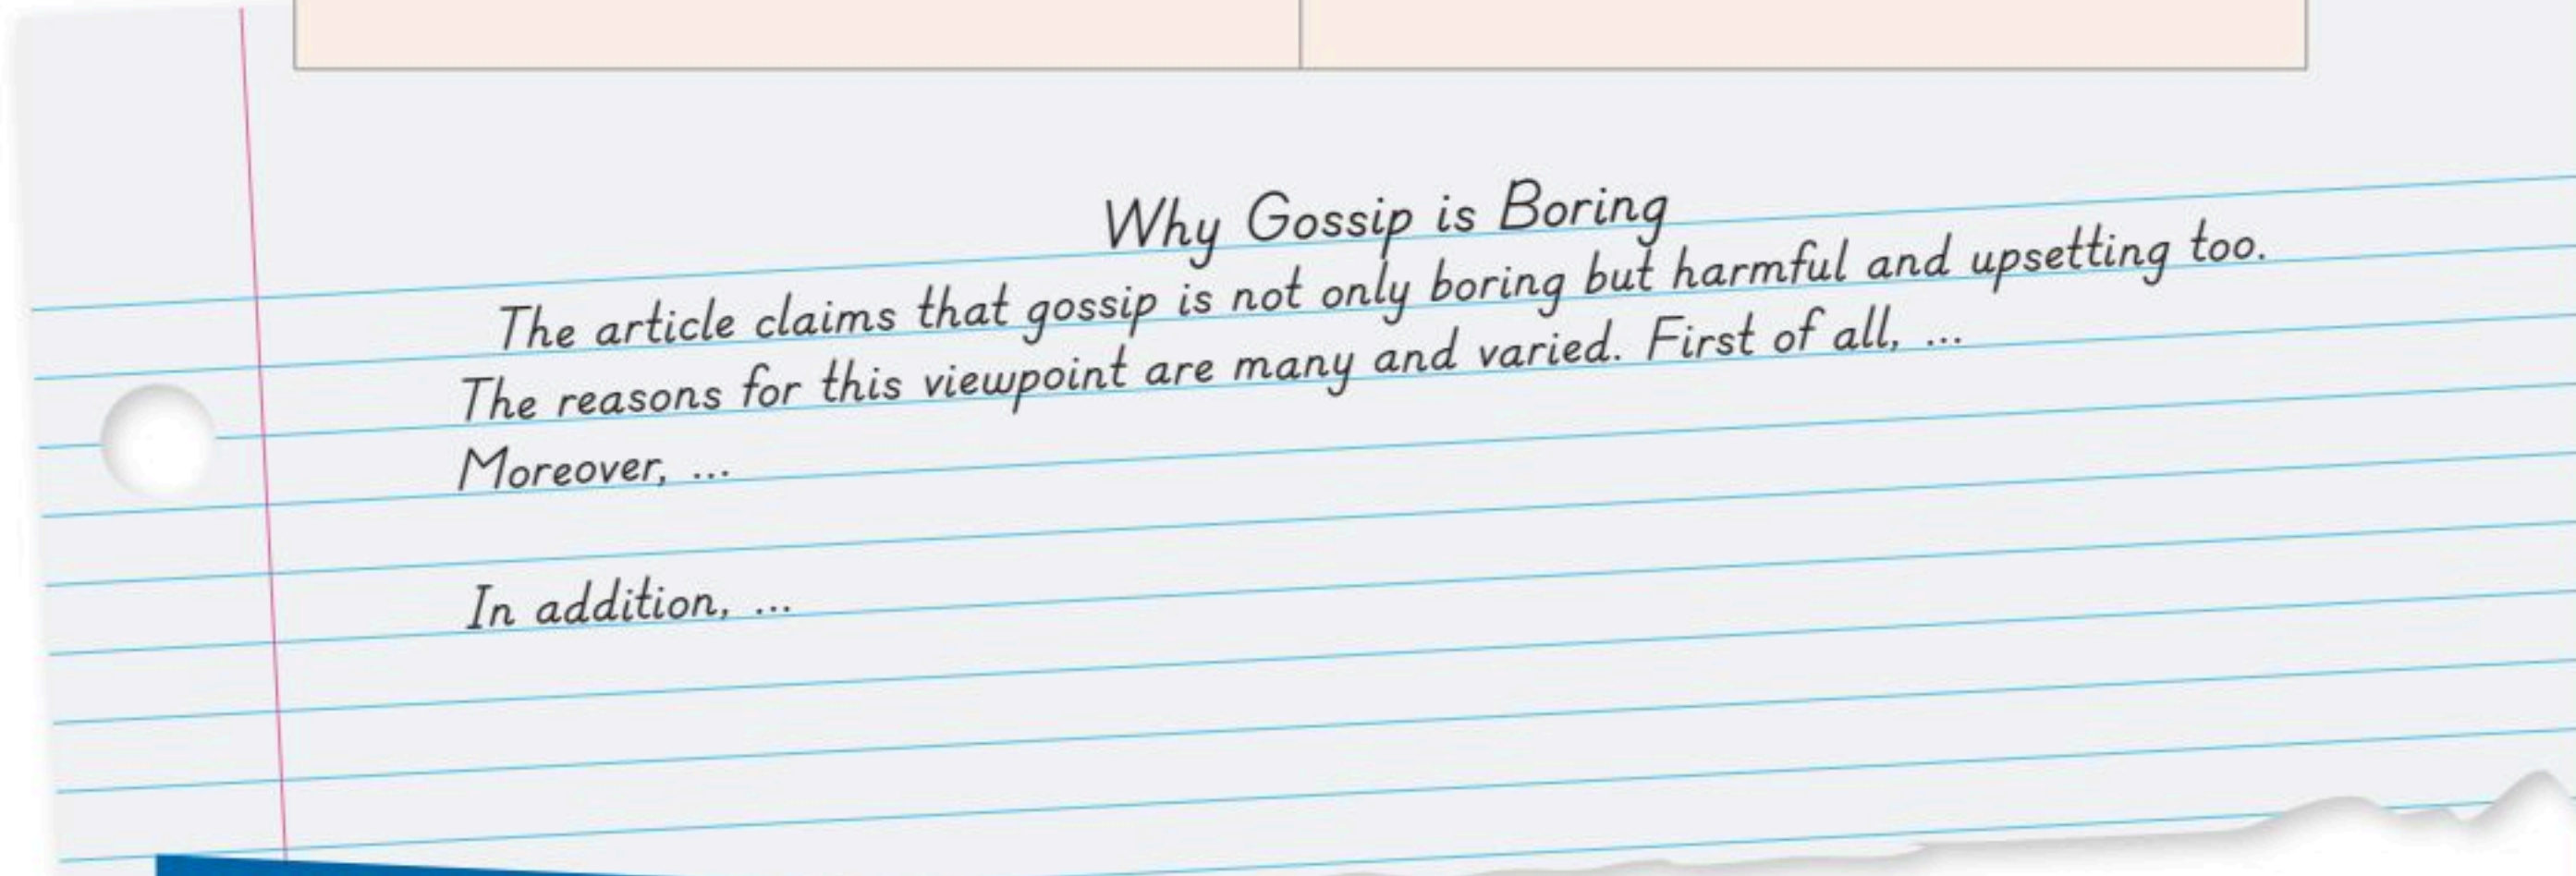 Why Gossip is Boring
The article claims that gossip is not only boring but harmful and upsetting too.
The reasons for this viewpoint are many and varied. First of all, ...
Moreover, ...
In addition, ...